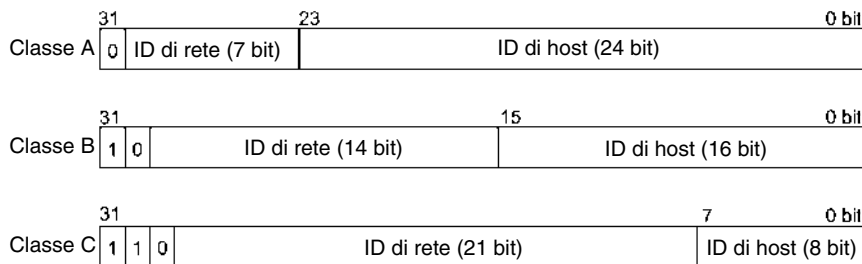 31 23 0 bit
Classe A 0 ID di rete (7 bit) ID di host (24 bit)
31 15 0 bit
Classe B 1 0 ID di rete (14 bit) ID di host (16 bit)
31 7 0 bit
Classe C 1 1 0 ID di rete (21 bit) ID di host (8 bit)